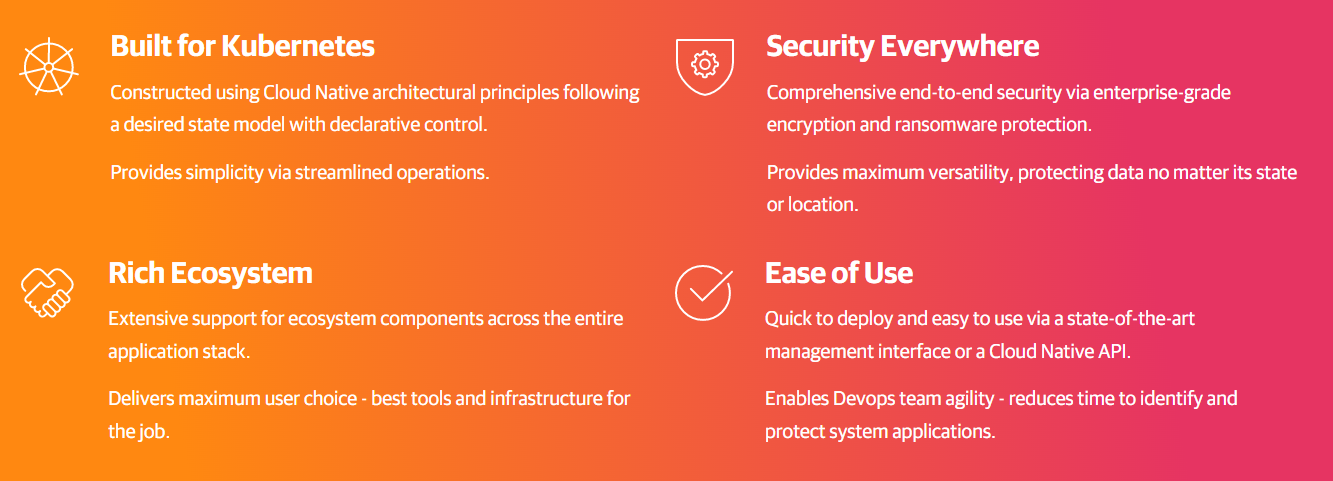 Built for Kubernetes
Constructed using Cloud Native architectural principles following
a desired state model with declarative control.
Provides simplicity via streamlined operations.
Security Everywhere
Comprehensive end-to-end security via enterprise-grade
encryption and ransomware protection.
Provides maximum versatility, protecting data no matter its state
or location.
Rich Ecosystem
Extensive support for ecosystem components across the entire
application stack.
Delivers maximum user choice - best tools and infrastructure for
the job.
Ease of Use
Quick to deploy and easy to use via a state-of-the-art
management interface or a Cloud Native API.
Enables Devops team agility - reduces time to identify and
protect system applications.